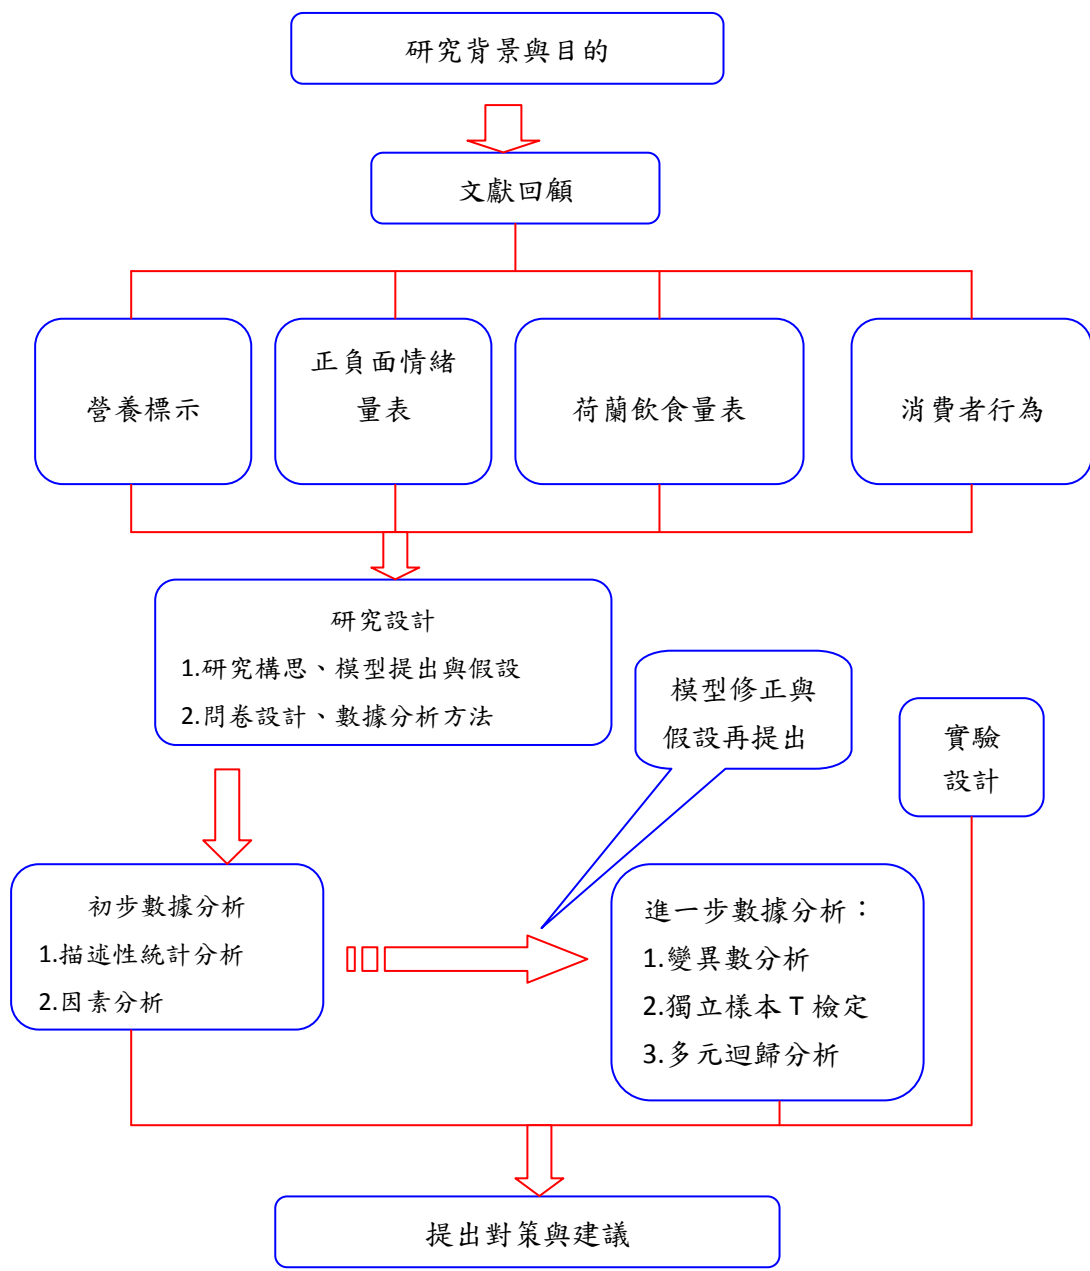 研究背景與目的
文獻回顧
營養標示
正負面情緒
量表
荷蘭飲食量表
消費者行為
研究設計
1.研究構思、模型提出與假設
2.問卷設計、數據分析方法
模型修正與
假設再提出
實驗
設計
初步數據分析
1.描述性統計分析
2.因素分析
進一步數據分析：
1.變異數分析
2.獨立樣本 T 檢定
3.多元迴歸分析
提出對策與建議